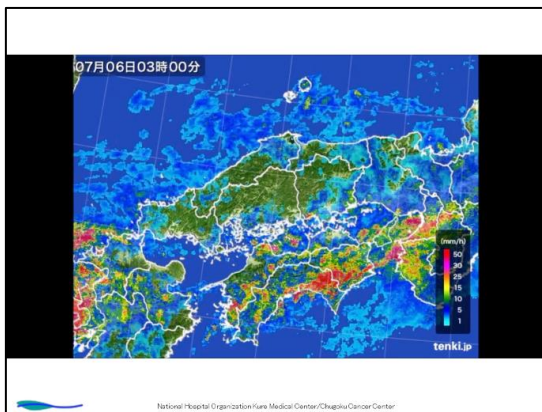 07月06日03時00分
(mm/h)
50
30
25
15
10
5
1
tenki.jp
National Hospital Organization Kure Medical Center/Chugoku Cancer Center